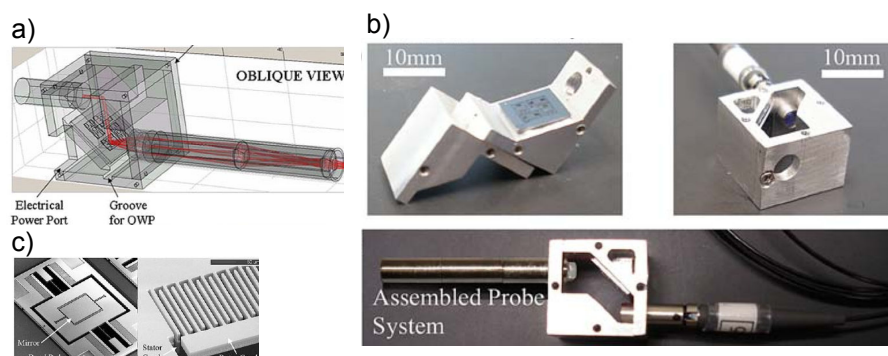 a)
OBLIQUE VIEW
Electrical
Power Port
Groove
for OWP
b)
10mm
10mm
Assembled Probe
System
c)
Mirror
Stator